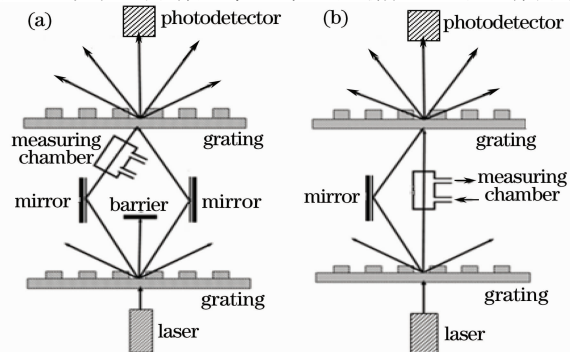 (a)
photodetector
grating
measuring
chamber
mirror
barrier
mirror
grating
laser
(b)
photodetector
grating
measuring
chamber
mirror
grating
laser